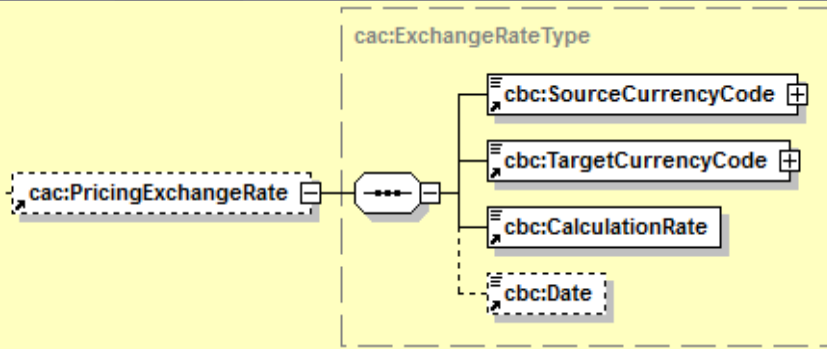 cac:ExchangeRateType
cbc:SourceCurrencyCode
cbc:TargetCurrencyCode
cac:PricingExchangeRate
cbc:CalculationRate
cbc:Date